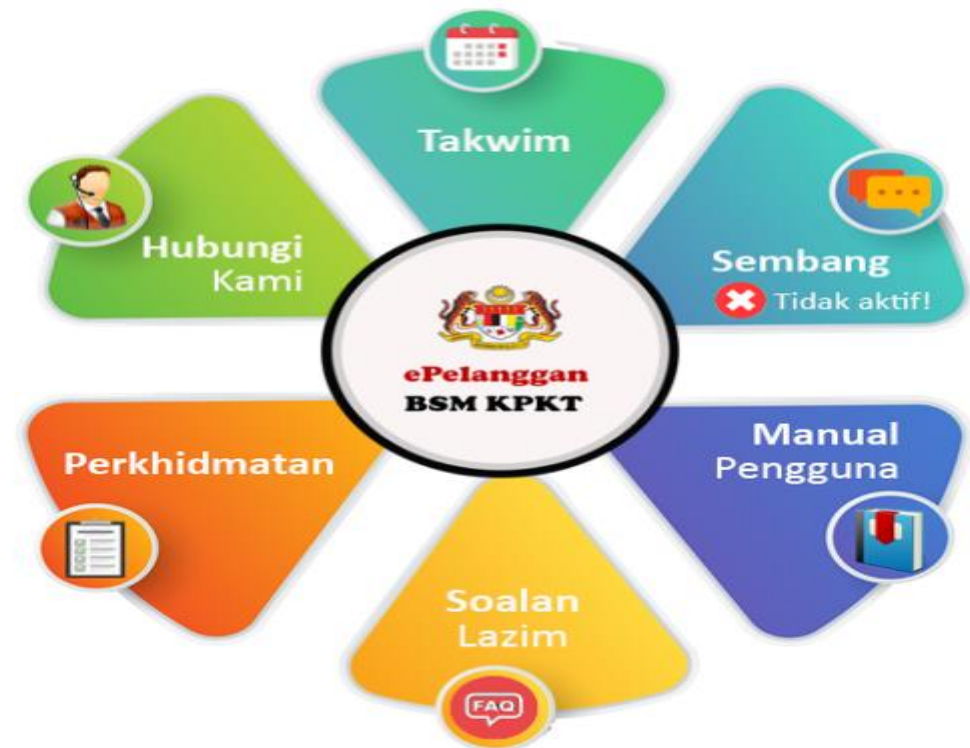 Takwim
Sembang
Tidak aktif!
Manual
Pengguna
Soalan
Lazim
FAQ
Perkhidmatan
Hubungi
Kami
ePelanggan
BSM KPKT